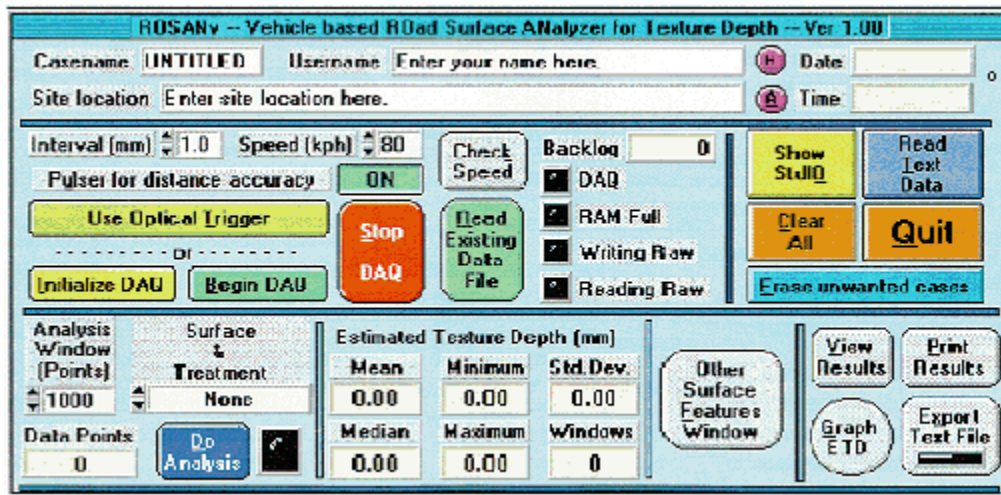 ROSANv -- Vehicle based ROad Surface ANalyzer for Texture Depth -- Ver 1.00
Casename UNTITLED Username Enter your name here. H Date
Site location Enter site location here. A Time
Interval (mm) 1.0 Speed (kph) 80
Pulser for distance accuracy ON
Use Optical Trigger
or
Initialize DAQ Begin DAQ
Stop
DAQ
Check
Speed
Read
Existing
Data
File
Backlog 0
DAQ
RAM Full
Writing Raw
Reading Raw
Show
StdIO
Read
Text
Data
Clear
All
Quit
Erase unwanted cases
Analysis
Window
(Points)
1000
Surface
&
Treatment
None
Data Points
0
Do
Analysis
Estimated Texture Depth (mm)
Mean Minimum Std.Dev.
0.00 0.00 0.00
Median Maximum Windows
0.00 0.00 0
Other
Surface
Features
Window
View
Results
Print
Results
Graph
ETD
Export
Text File